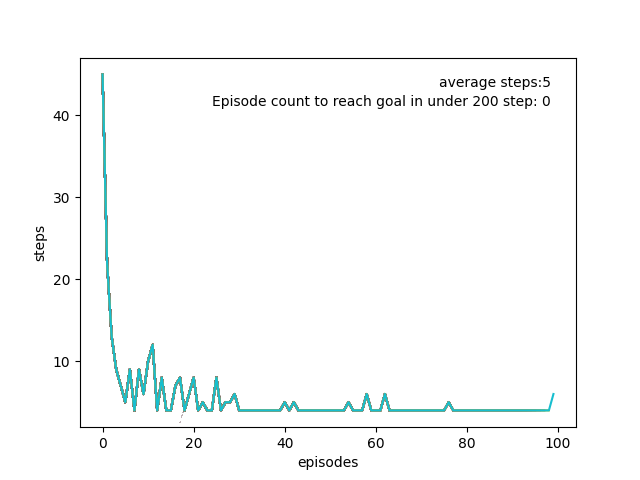 average steps:5
Episode count to reach goal in under 200 step: 0
40
30
20
10
steps
0 20 40 60 80 100
episodes